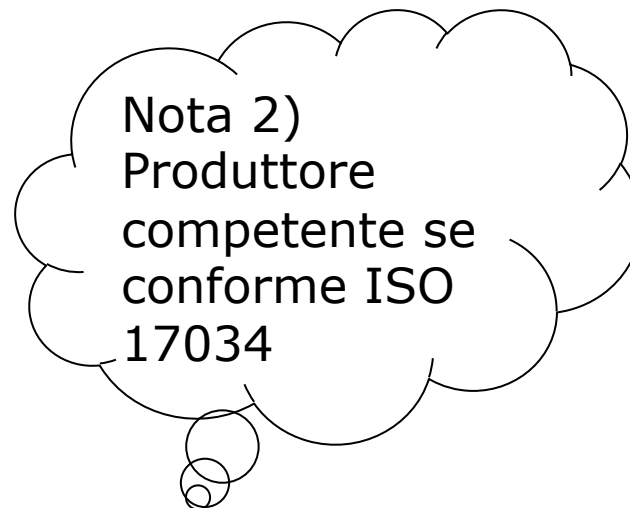 Nota 2)
Produttore
competente se
conforme ISO
17034